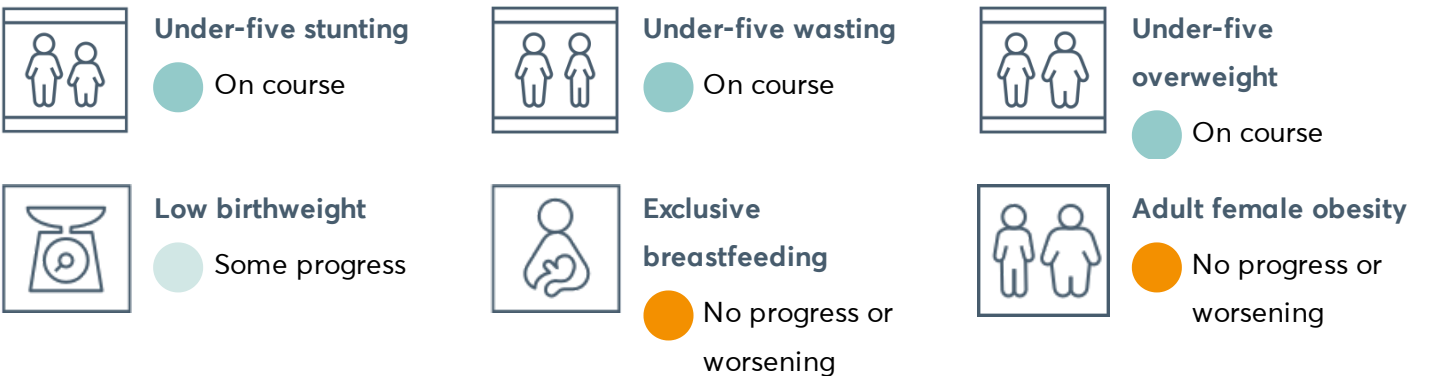 Under-five stunting
On course
Under-five wasting
On course
Under-five
overweight
On course
Low birthweight
Some progress
Exclusive
breastfeeding
No progress or
worsening
Adult female obesity
No progress or
worsening